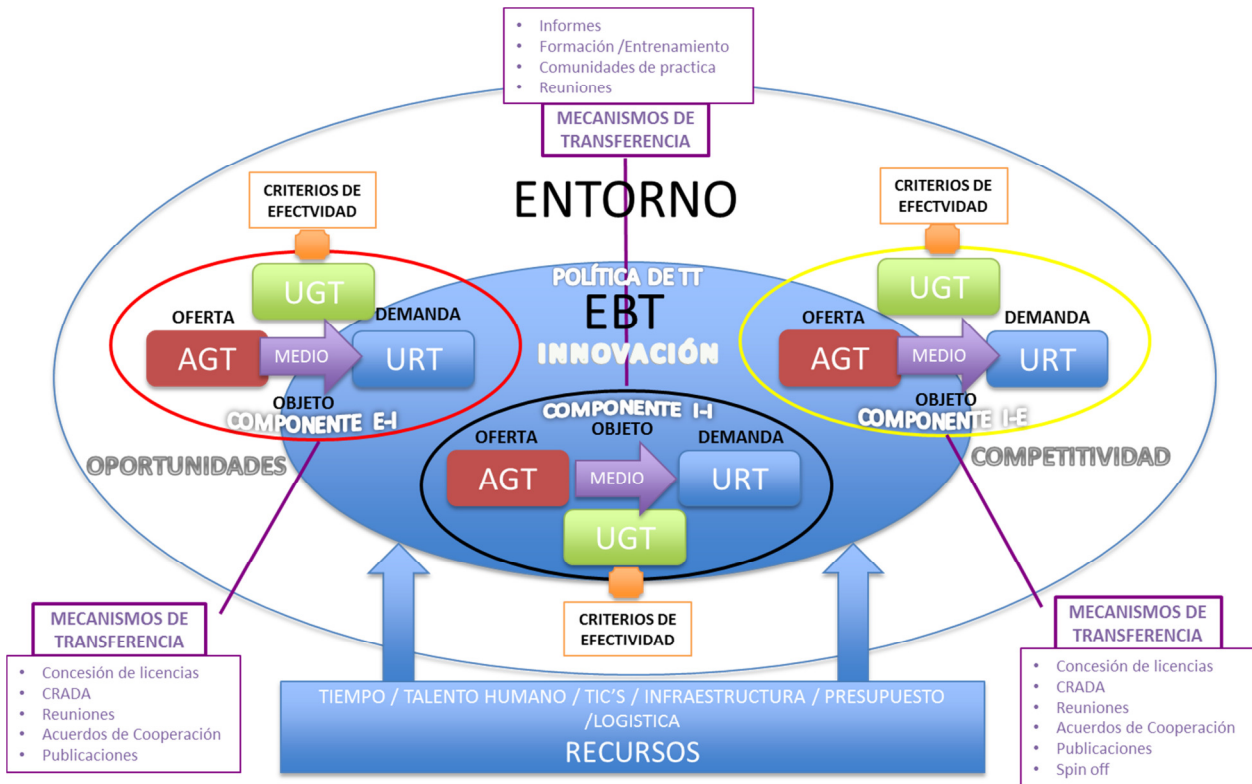 • Informes
• Formación /Entrenamiento
• Comunidades de practica
• Reuniones
MECANISMOS DE
TRANSFERENCIA
ENTORNO
CRITERIOS DE
EFECTVIDAD
UGT
OFERTA
DEMANDA
AGT
MEDIO
URT
OBJETO
COMPONENTE E-I
OPORTUNIDADES
POLÍTICA DE TT
EBT
INNOVACIÓN
CRITERIOS DE
EFECTVIDAD
UGT
OFERTA
DEMANDA
AGT
MEDIO
URT
OBJETO
COMPONENTE I-E
COMPETITIVIDAD
COMPONENTE I-I
OBJETO
OFERTA
DEMANDA
AGT
MEDIO
URT
UGT
CRITERIOS DE
EFECTIVIDAD
MECANISMOS DE
TRANSFERENCIA
• Concesión de licencias
• CRADA
• Reuniones
• Acuerdos de Cooperación
• Publicaciones
TIEMPO / TALENTO HUMANO / TIC'S / INFRAESTRUCTURA / PRESUPUESTO
/LOGISTICA
RECURSOS
MECANISMOS DE
TRANSFERENCIA
• Concesión de licencias
• CRADA
• Reuniones
• Acuerdos de Cooperación
• Publicaciones
• Spin off